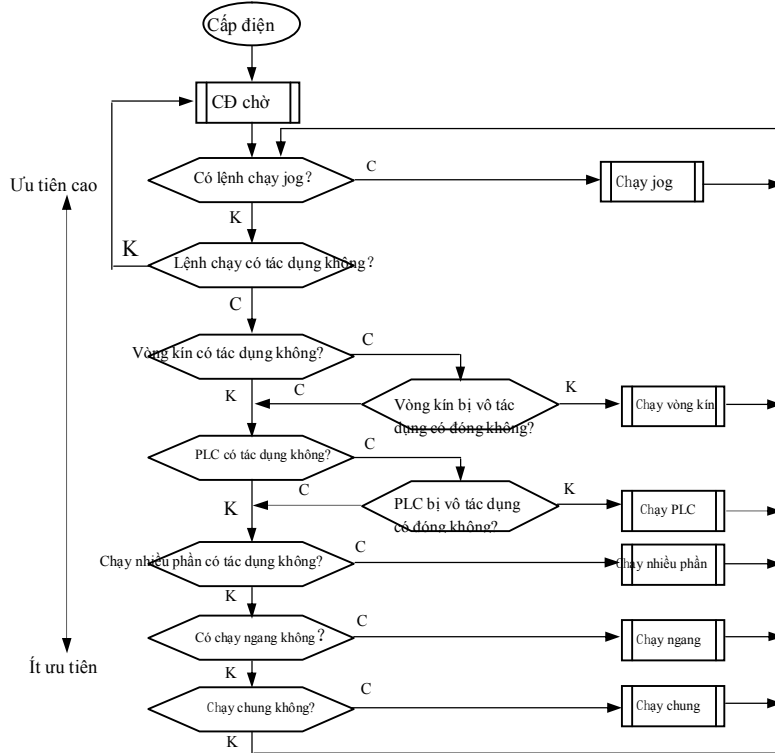 Cấp điện
CĐ chờ
Có lệnh chạy jog?
C
Chạy jog
Ưu tiên cao
K
K
Lệnh chạy có tác dụng không?
C
Vòng kín có tác dụng không?
C
K
C
Vòng kín bị vô tác
dụng có đóng không?
K
Chạy vòng kín
PLC có tác dụng không?
C
K
C
PLC bị vô tác dụng
có đóng không?
K
Chạy PLC
Chạy nhiều phần có tác dụng không?
C
Chạy nhiều phần
K
Có chạy ngang không?
C
Chạy ngang
Ít ưu tiên
K
Chạy chung không?
C
Chạy chung
K